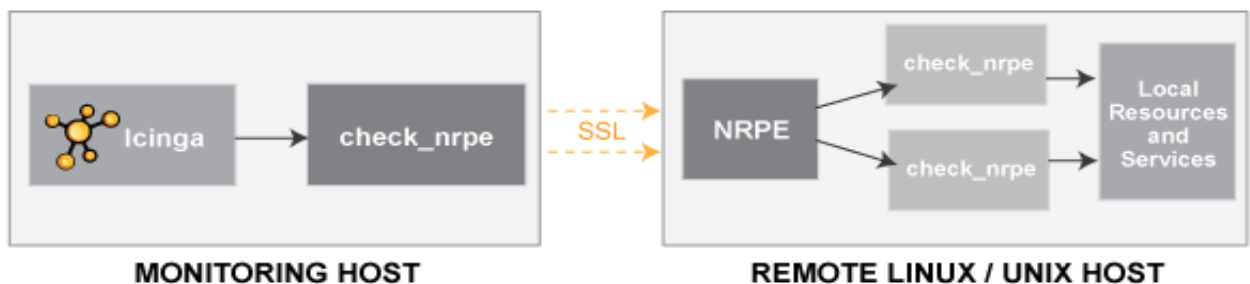 Icinga
check_nrpe
SSL
NRPE
check_nrpe
check_nrpe
Local
Resources
and
Services
MONITORING HOST
REMOTE LINUX / UNIX HOST